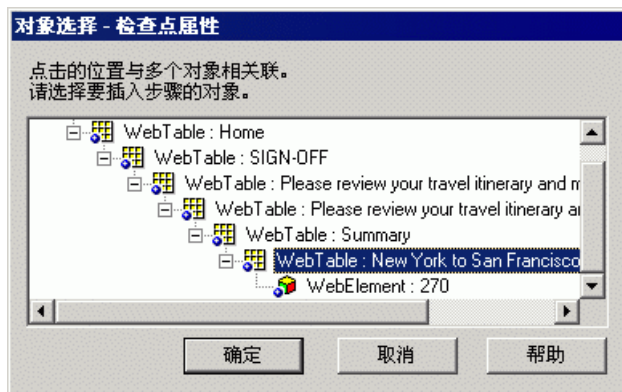 对象选择 - 检查点属性
点击的位置与多个对象相关联。
请选择要插入步骤的对象。
WebTable : Home
WebTable : SIGN-OFF
WebTable : Please review your travel itinerary and
WebTable : Please review your travel itinerary
WebTable : Summary
WebTable : New York to San Francisco
WebElement : 270
确定 取消 帮助